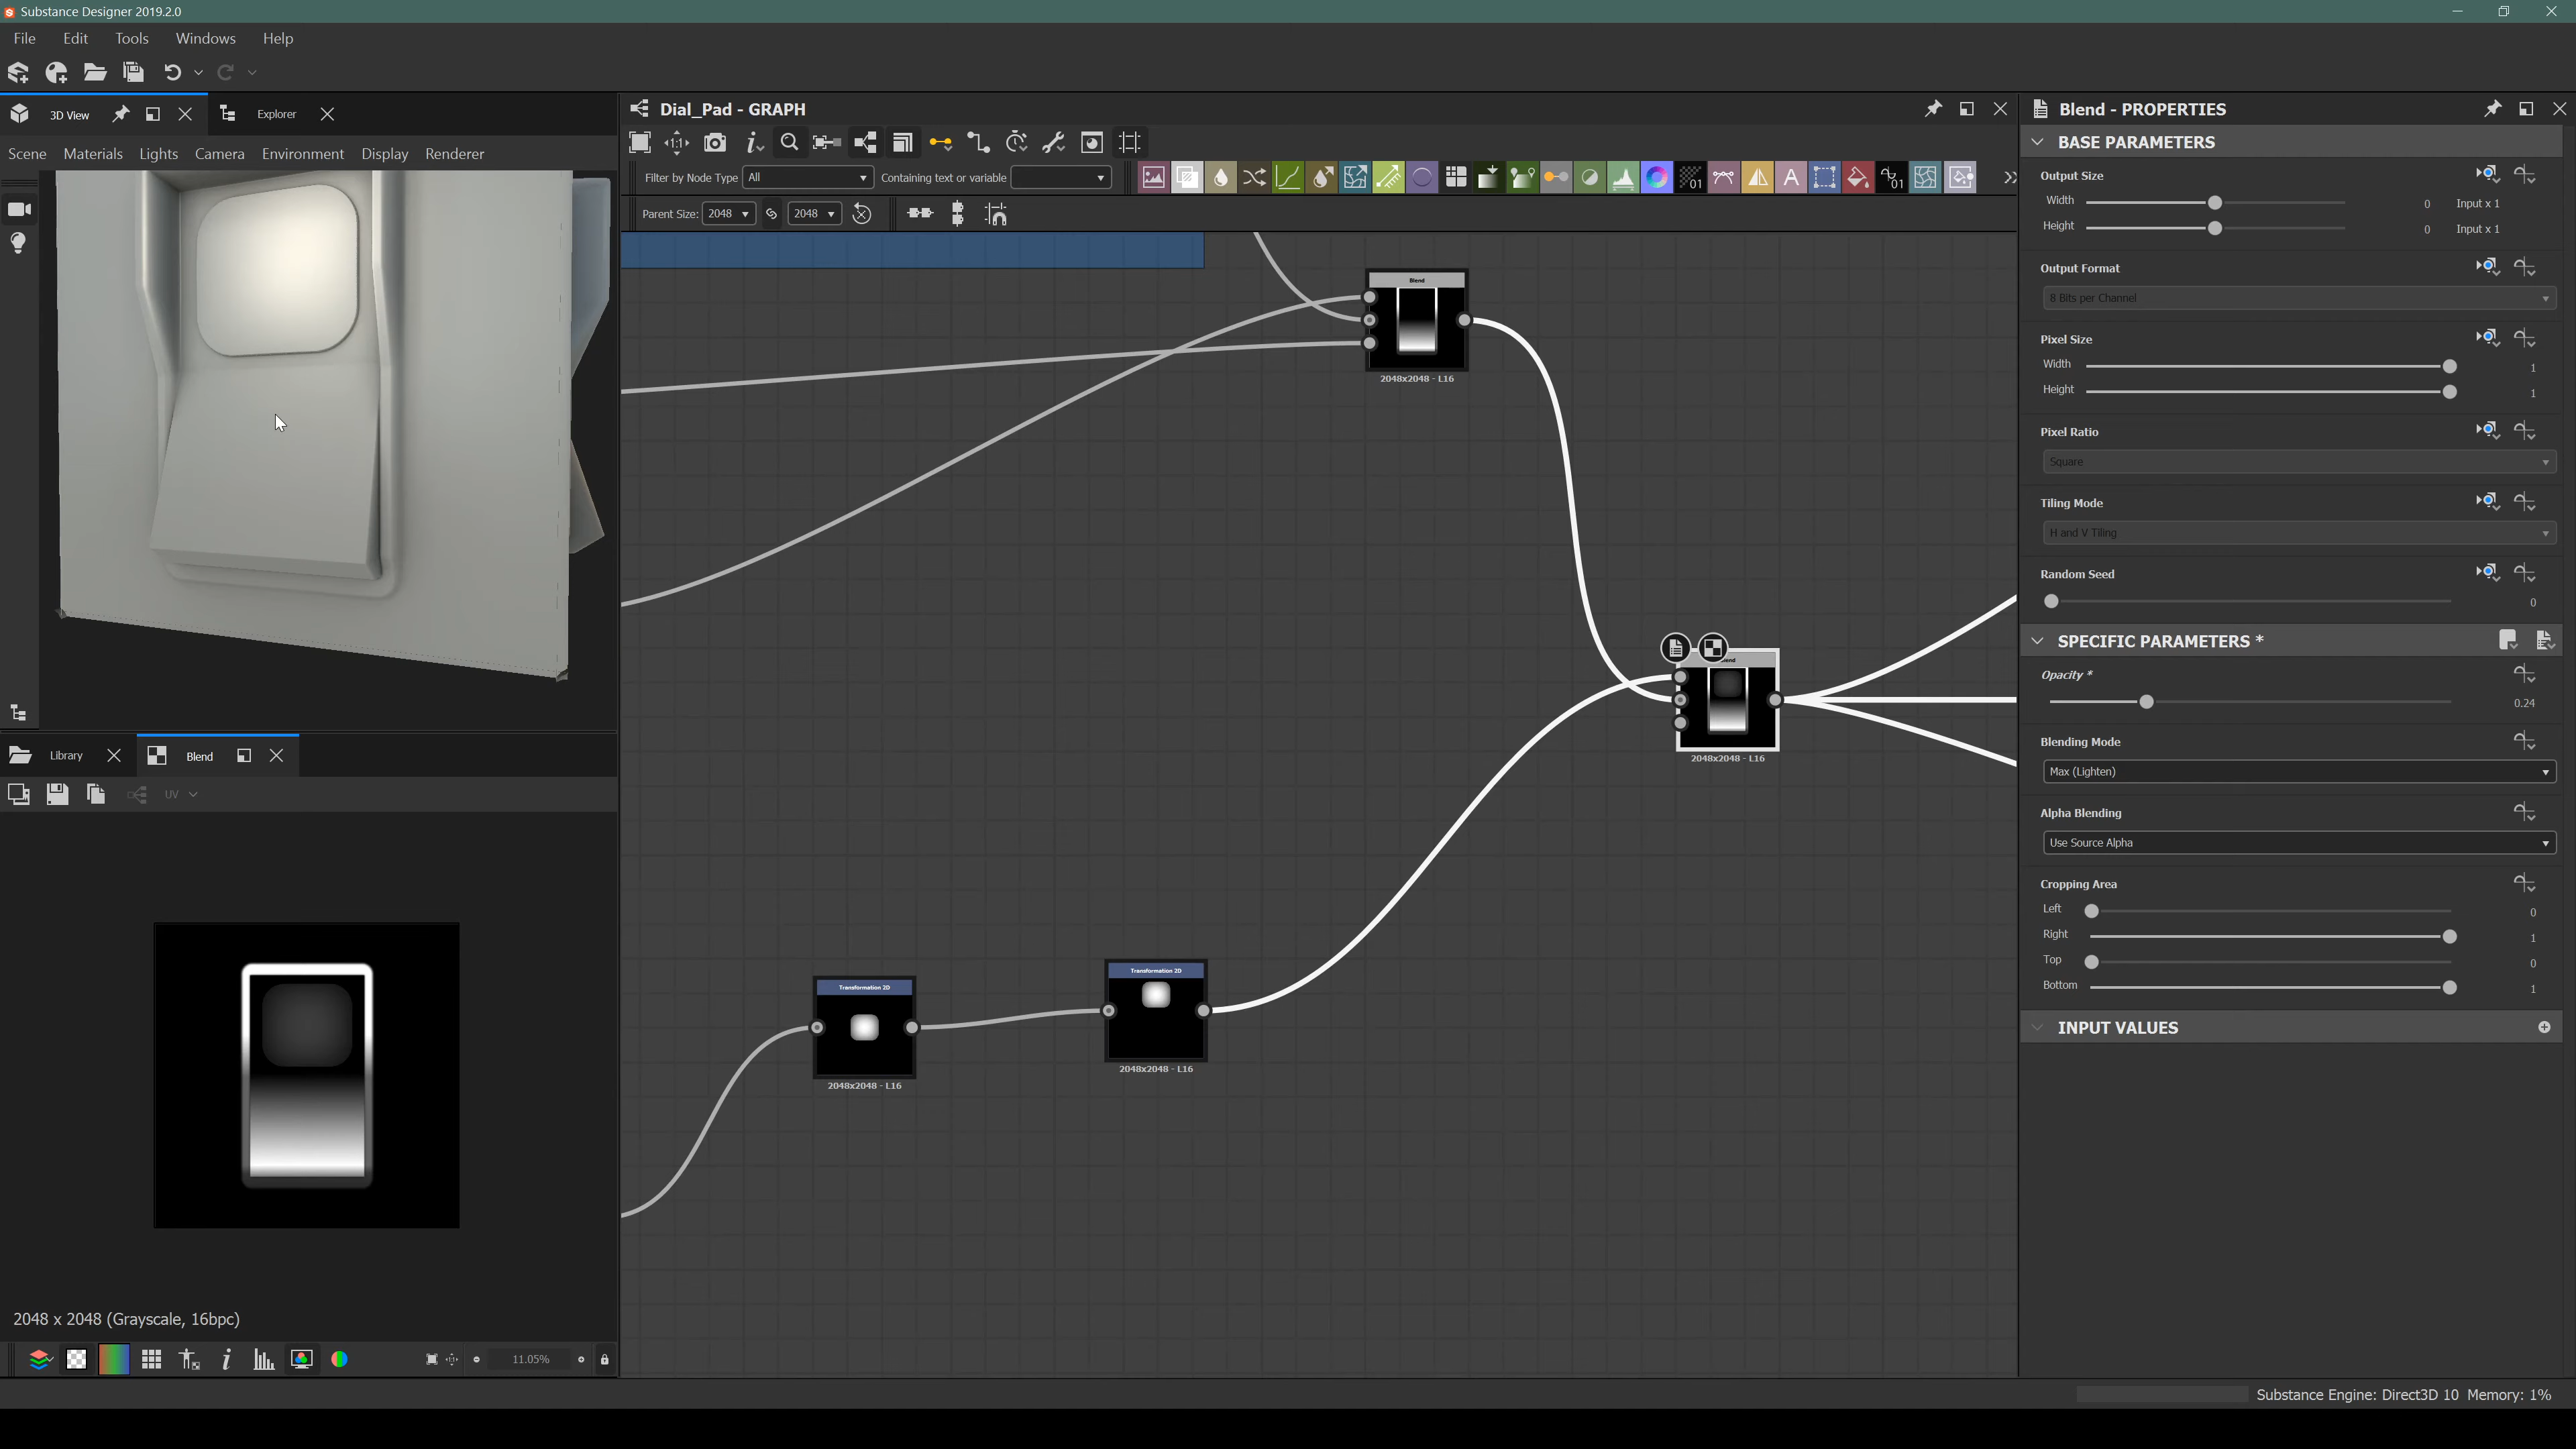 Substance Designer 2019.2.0
File Edit Tools Windows Help
3D View
Explorer
Scene Materials Lights Camera Environment Display Renderer
Library
Blend
UV
2048 x 2048 (Grayscale, 16bpc)
11.05%
Dial_Pad - GRAPH
Filter by Node Type All Containing text or variable
Parent Size: 2048 2048
Blend
2048x2048 - L16
Blend
2048x2048 - L16
Transformation 2D
2048x2048 - L16
Transformation 2D
2048x2048 - L16
Blend - PROPERTIES
BASE PARAMETERS
Output Size
Width 0 Input x 1
Height 0 Input x 1
Output Format
8 Bits per Channel
Pixel Size
Width 1
Height 1
Pixel Ratio
Square
Tiling Mode
H and V Tiling
Random Seed
0
SPECIFIC PARAMETERS *
Opacity *
0.24
Blending Mode
Max (Lighten)
Alpha Blending
Use Source Alpha
Cropping Area
Left 0
Right 1
Top 0
Bottom 1
INPUT VALUES
Substance Engine: Direct3D 10 Memory: 1%